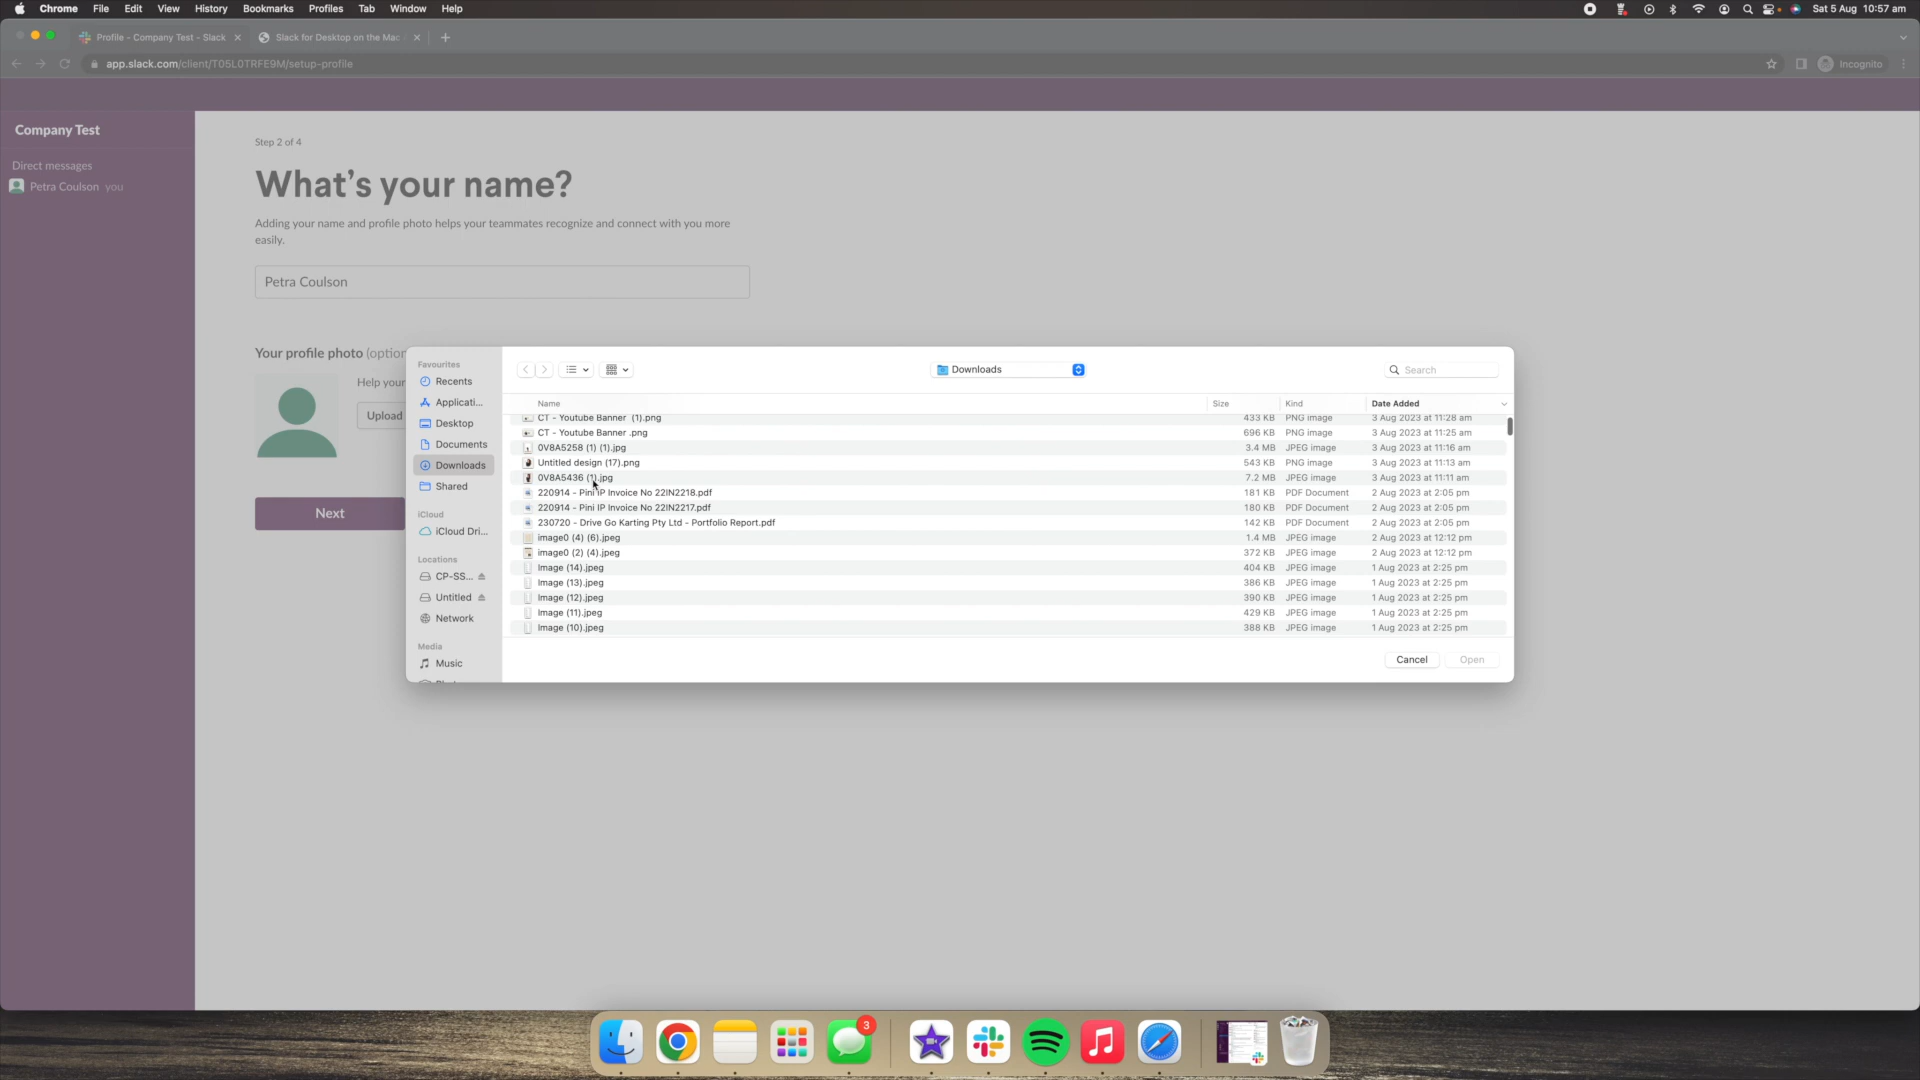 Chrome File Edit View History Bookmarks Profiles Tab Window Help Sat 5 Aug 10:57 am
Profile - Company Test - Slack Slack for Desktop on the Mac
app.slack.com/client/T05L0TRFE9M/setup-profile Incognito
Company Test
Direct messages
Petra Coulson you
Step 2 of 4
What's your name?
Adding your name and profile photo helps your teammates recognize and connect with you more
easily.
Petra Coulson
Your profile photo (optior
Help your
Upload
Next
Favourites
Recents
Applicati...
Desktop
Documents
Downloads
Shared
iCloud
iCloud Dri...
Locations
CP-SS...
Untitled
Network
Media
Music
Downloads
Search
Name Size Kind Date Added
CT - Youtube Banner (1).png 433 KB PNG image 3 Aug 2023 at 11:28 am
CT - Youtube Banner .png 696 KB PNG image 3 Aug 2023 at 11:25 am
0V8A5258 (1) (1).jpg 3.4 MB JPEG image 3 Aug 2023 at 11:16 am
Untitled design (17).png 543 KB PNG image 3 Aug 2023 at 11:13 am
0V8A5436 (1).jpg 7.2 MB JPEG image 3 Aug 2023 at 11:11 am
220914 - Pini IP Invoice No 22IN2218.pdf 181 KB PDF Document 2 Aug 2023 at 2:05 pm
220914 - Pini IP Invoice No 22IN2217.pdf 180 KB PDF Document 2 Aug 2023 at 2:05 pm
230720 - Drive Go Karting Pty Ltd - Portfolio Report.pdf 142 KB PDF Document 2 Aug 2023 at 2:05 pm
image0 (4) (6).jpeg 1.4 MB JPEG image 2 Aug 2023 at 12:12 pm
image0 (2) (4).jpeg 372 KB JPEG image 2 Aug 2023 at 12:12 pm
Image (14).jpeg 404 KB JPEG image 1 Aug 2023 at 2:25 pm
Image (13).jpeg 386 KB JPEG image 1 Aug 2023 at 2:25 pm
Image (12).jpeg 390 KB JPEG image 1 Aug 2023 at 2:25 pm
Image (11).jpeg 429 KB JPEG image 1 Aug 2023 at 2:25 pm
Image (10).jpeg 388 KB JPEG image 1 Aug 2023 at 2:25 pm
Cancel Open
3